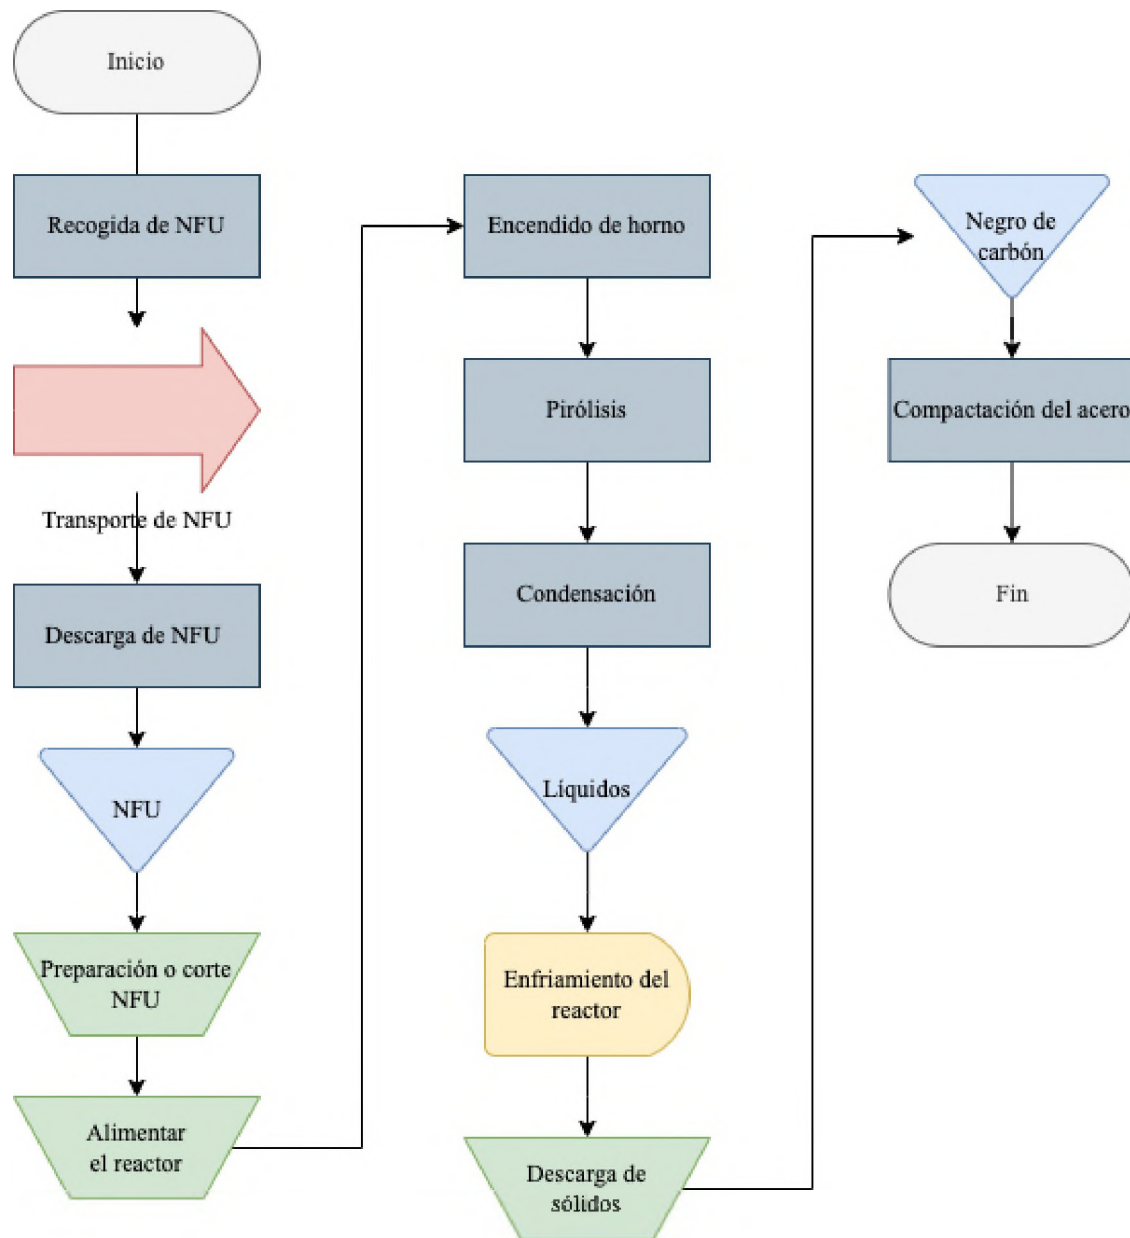 Inicio
Recogida de NFU
Transporte de NFU
Descarga de NFU
NFU
Preparación o corte
NFU
Alimentar
el reactor
Encendido de horno
Pirólisis
Condensación
Líquidos
Enfriamiento del
reactor
Descarga de
sólidos
Negro de
carbón
Compactación del acero
Fin